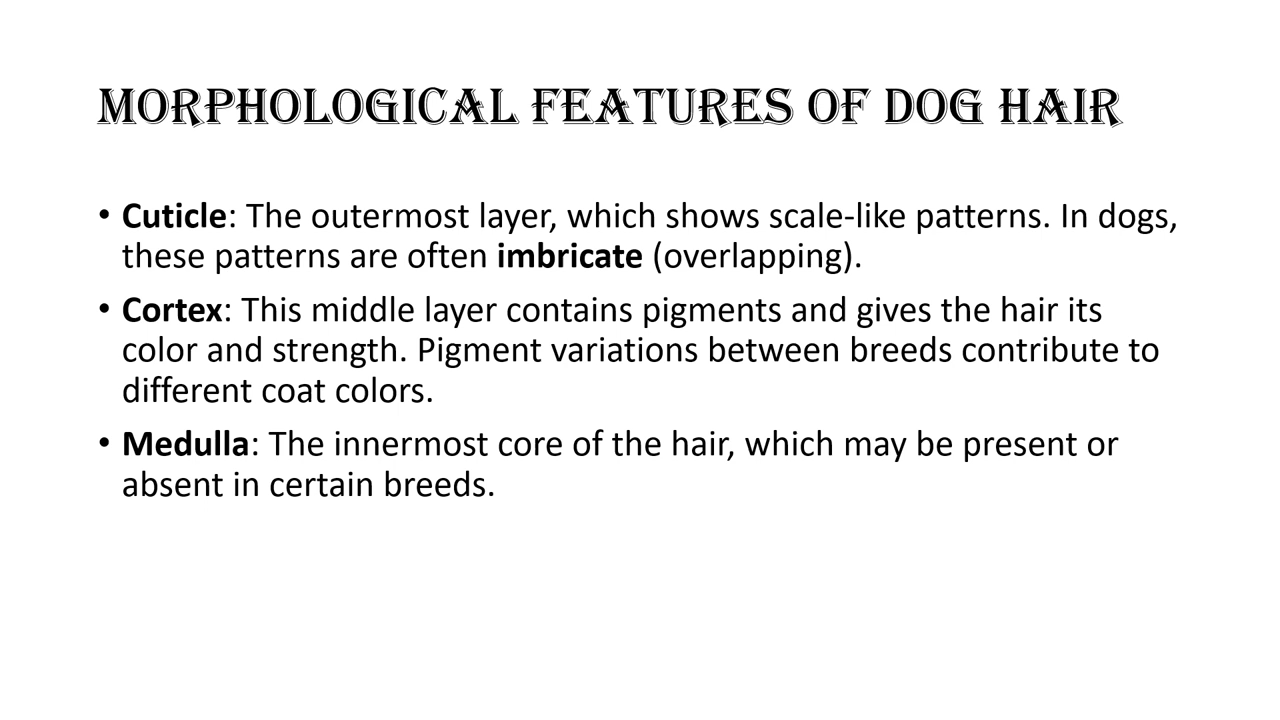 MORPHOLOGICAL FEATURES OF DOG HAIR
• Cuticle: The outermost layer, which shows scale-like patterns. In dogs,
these patterns are often imbricate (overlapping).
• Cortex: This middle layer contains pigments and gives the hair its
color and strength. Pigment variations between breeds contribute to
different coat colors.
• Medulla: The innermost core of the hair, which may be present or
absent in certain breeds.